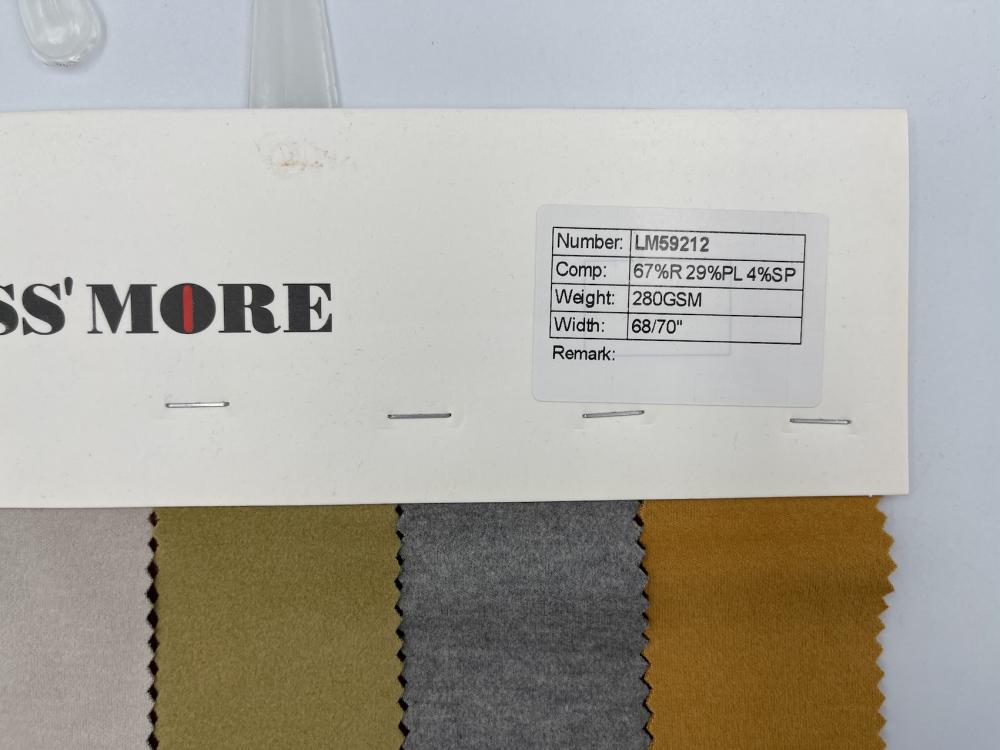 SS' MORE
Number: LM59212
Comp: 67%R 29%PL 4%SP
Weight: 280GSM
Width: 68/70"
Remark: